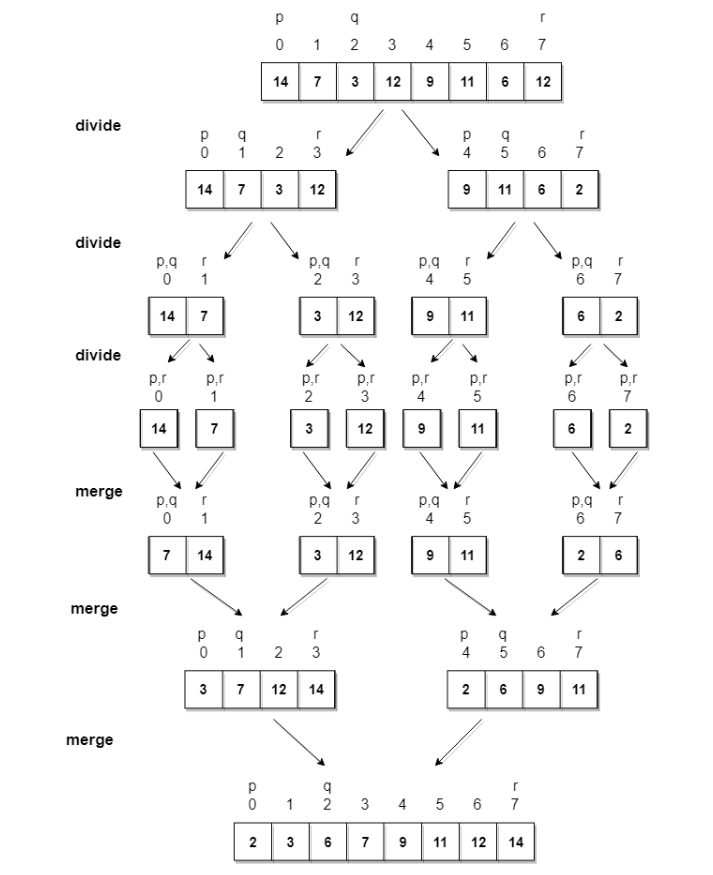 p q r
0 1 2 3 4 5 6 7
14 7 3 12 9 11 6 12
divide
p q r p q r
0 1 2 3 4 5 6 7
14 7 3 12 9 11 6 2
divide
p,q r p,q r p,q r p,q r
0 1 2 3 4 5 6 7
14 7 3 12 9 11 6 2
divide
p,r p,r p,r p,r p,r p,r p,r p,r
0 1 2 3 4 5 6 7
14 7 3 12 9 11 6 2
merge
p,q r p,q r p,q r p,q r
0 1 2 3 4 5 6 7
7 14 3 12 9 11 2 6
merge
p q r p q r
0 1 2 3 4 5 6 7
3 7 12 14 2 6 9 11
merge
p q r
0 1 2 3 4 5 6 7
2 3 6 7 9 11 12 14